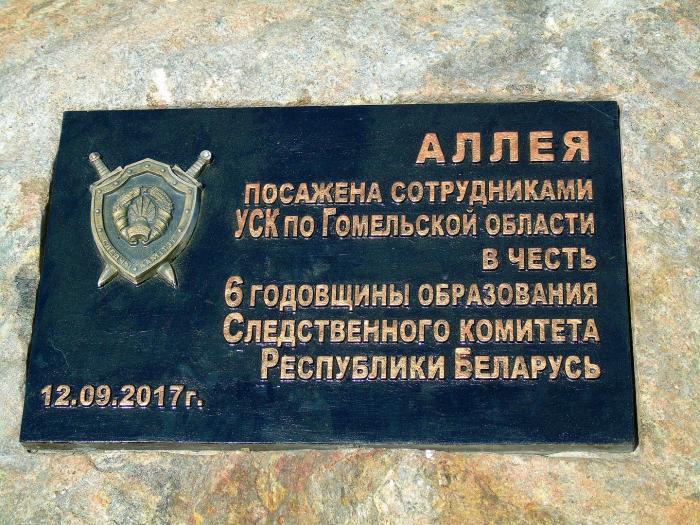 АЛЛЕЯ
ПОСАЖЕНА СОТРУДНИКАМИ
УСК ПО ГОМЕЛЬСКОЙ ОБЛАСТИ
В ЧЕСТЬ
6 ГОДОВЩИНЫ ОБРАЗОВАНИЯ
СЛЕДСТВЕННОГО КОМИТЕТА
РЕСПУБЛИКИ БЕЛАРУСЬ
12.09.2017г.